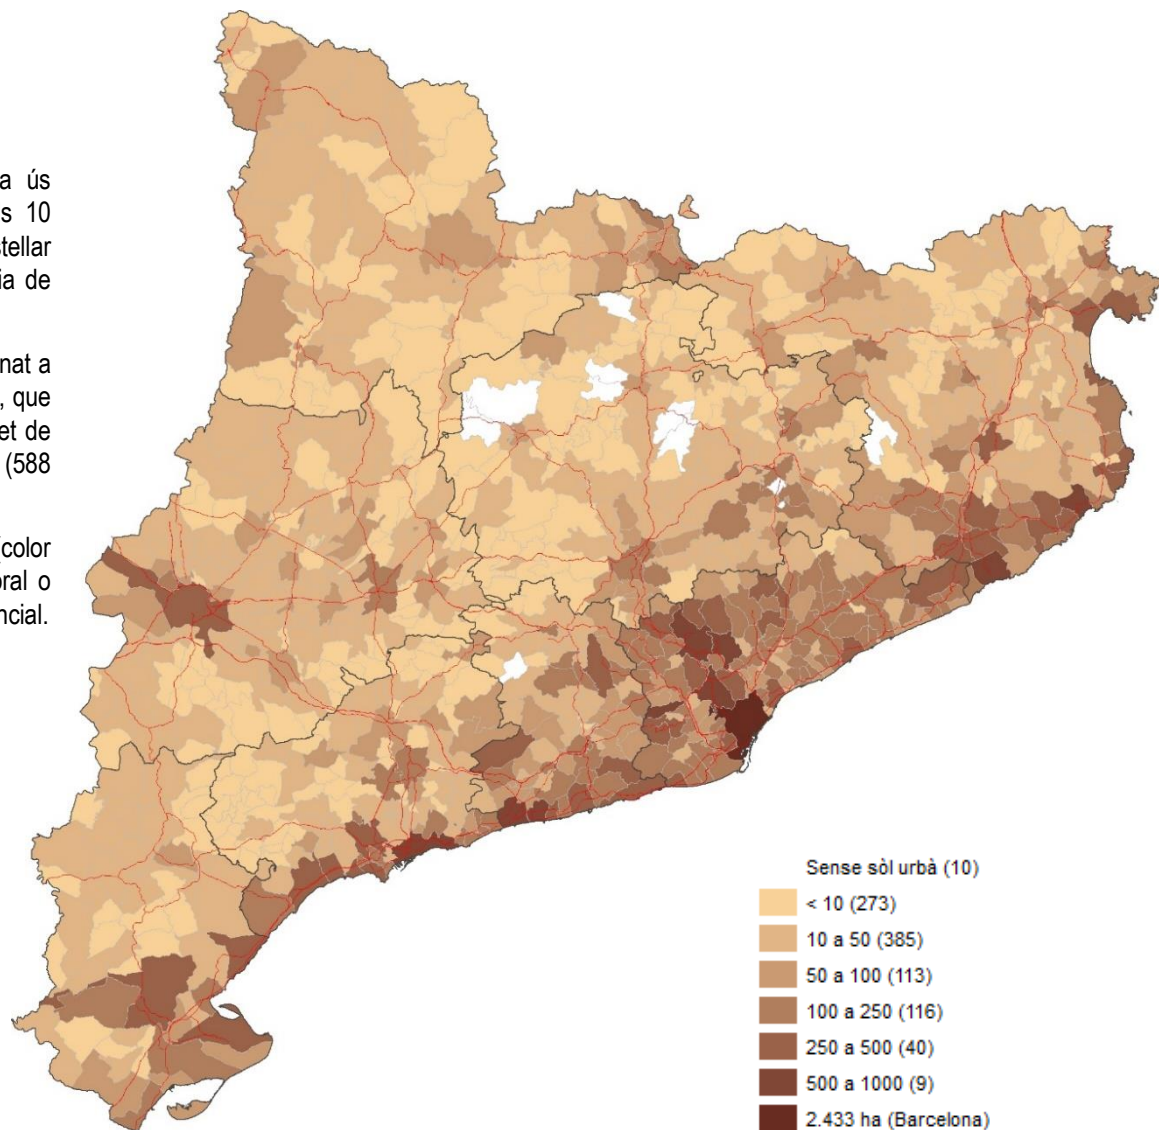 a ús
s 10
stellar
ia de
nat a
, que
et de
(588
color
oral o
ncial.
Sense sòl urbà (10)
< 10 (273)
10 a 50 (385)
50 a 100 (113)
100 a 250 (116)
250 a 500 (40)
500 a 1000 (9)
2.433 ha (Barcelona)